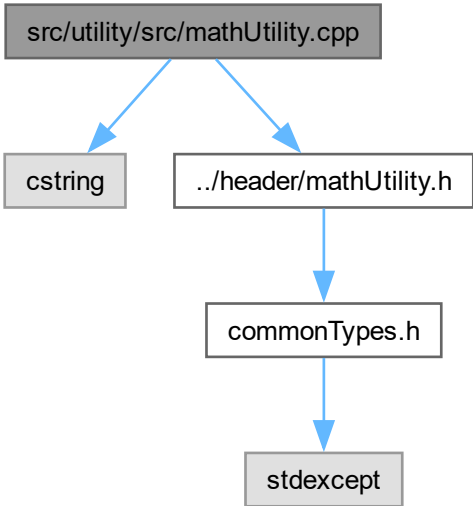 src/utility/src/mathUtility.cpp
cstring
../header/mathUtility.h
commonTypes.h
stdexcept